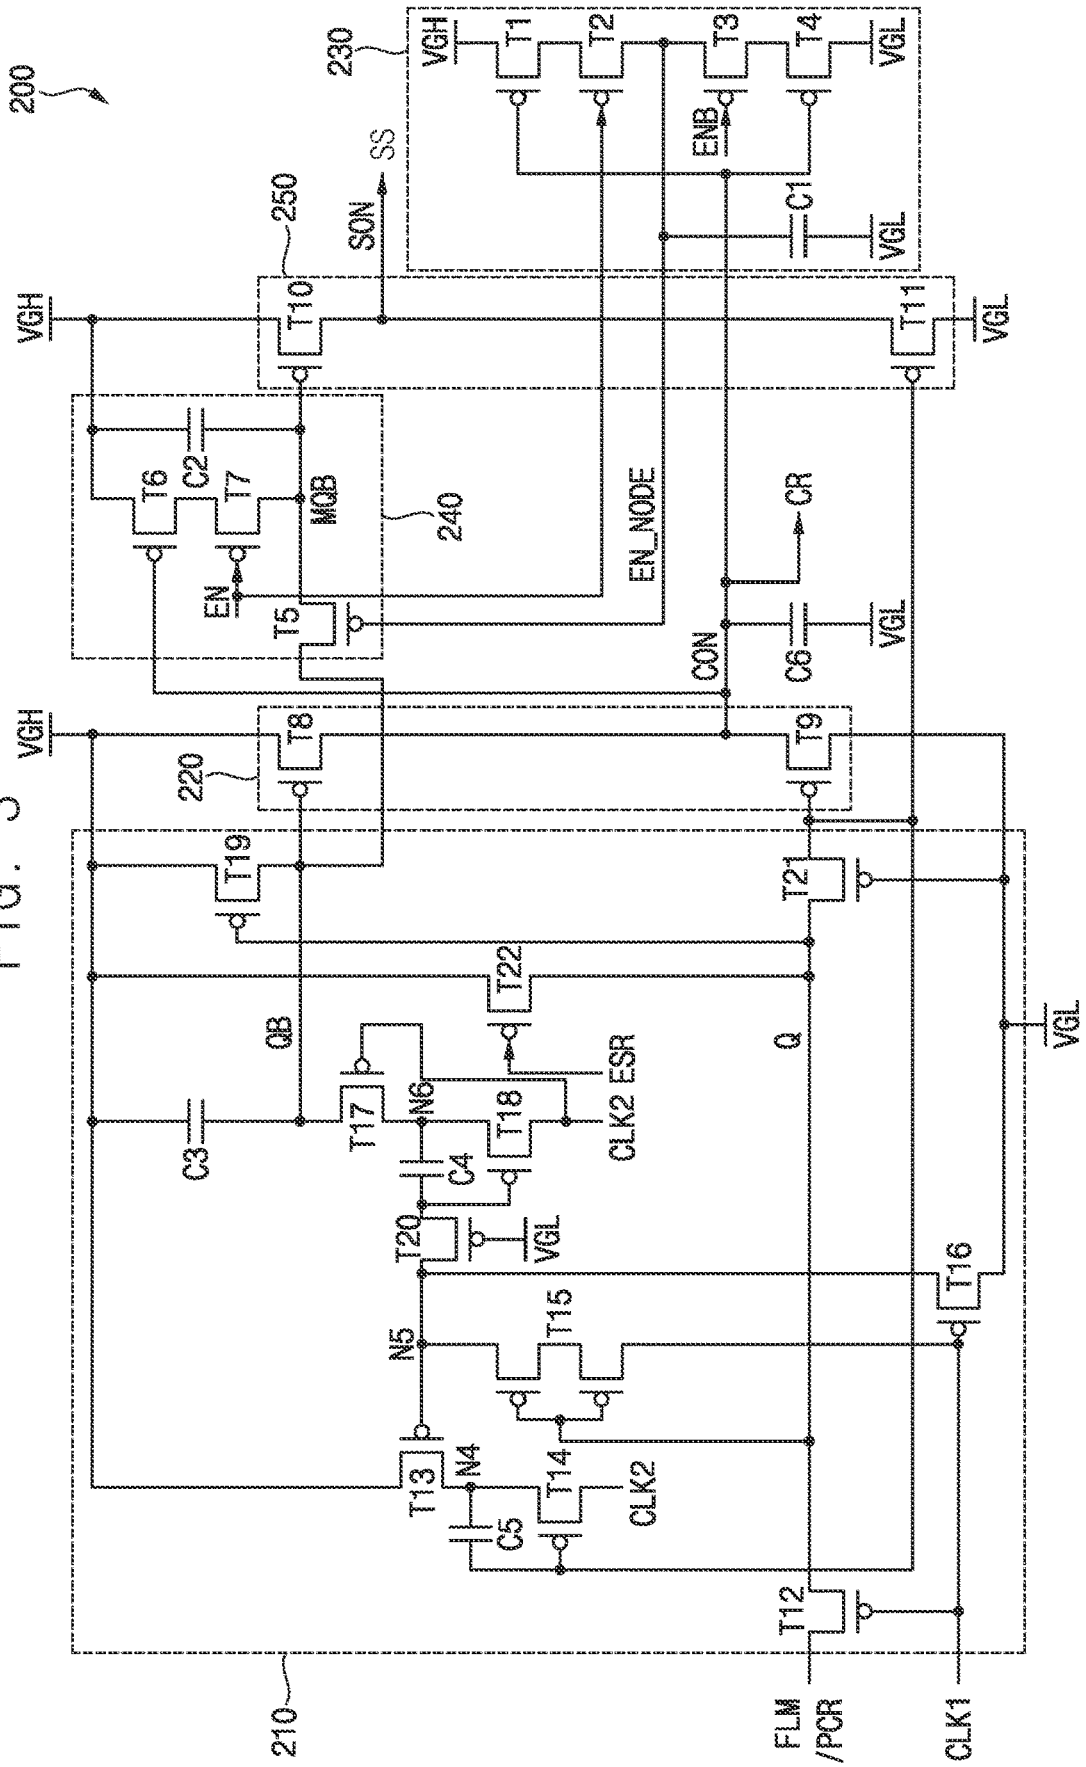 FIG.
200
VGH
VGH
C3
C2
T6
220
T19
T7
EN
210
QB
T8
T5
T10
250
MQB
230
T17
SON
SS
T13
N5
T20
N6
VGH
N4
C4
240
C5
T18
T22
T1
T14
T15
VGL
T2
CLK2
CLK2
ESR
EN_NODE
CON
ENB
T3
FLM
/PCR
T12
Q
T21
T9
C6
CR
C1
T4
VGL
VGL
VGL
T11
CLK1
T16
VGL
VGL